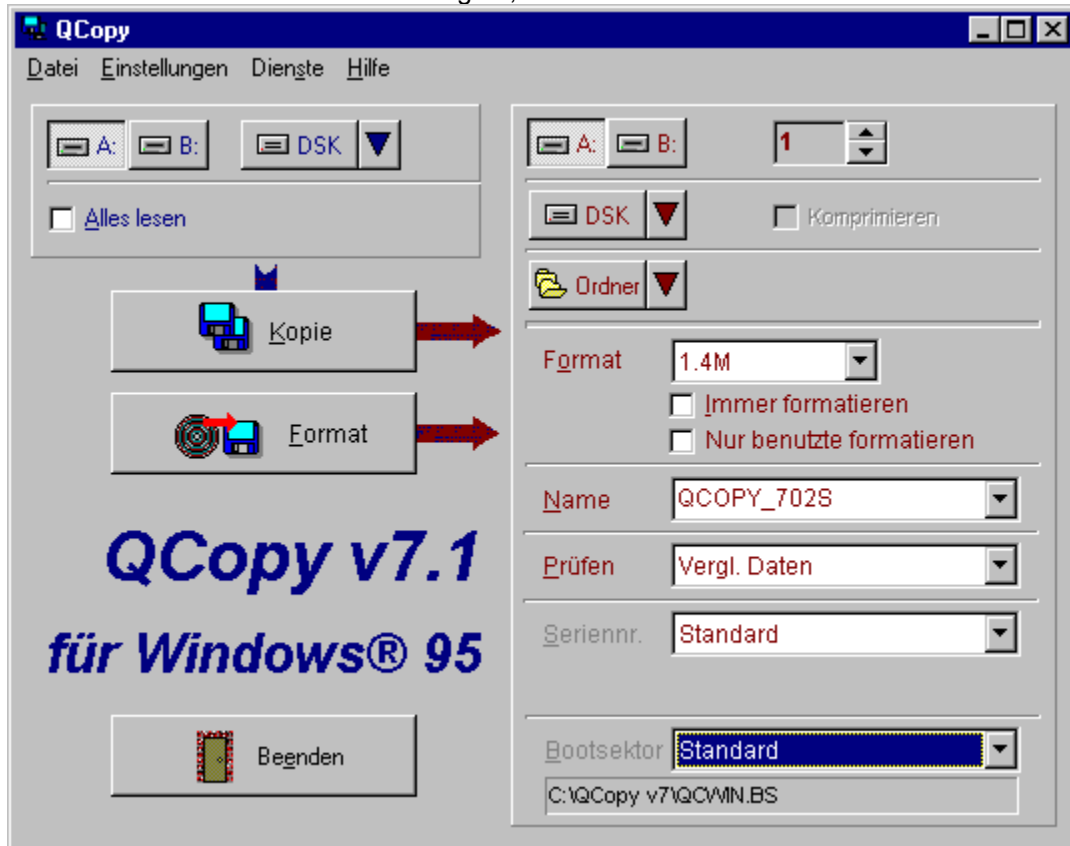 QCopy
Datei Einstellungen Dienste Hilfe
A: B: DSK
Alles lesen
Kopie
Format
QCopy v7.1
für Windows® 95
Beenden
A: B: 1
DSK Komprimieren
Ordner
Format 1.4M
Immer formatieren
Nur benutzte formatieren
Name QCOPY_702S
Prüfen Vergl. Daten
Seriennr. Standard
Bootsektor Standard
C:\QCopy v7\QCWIN.BS